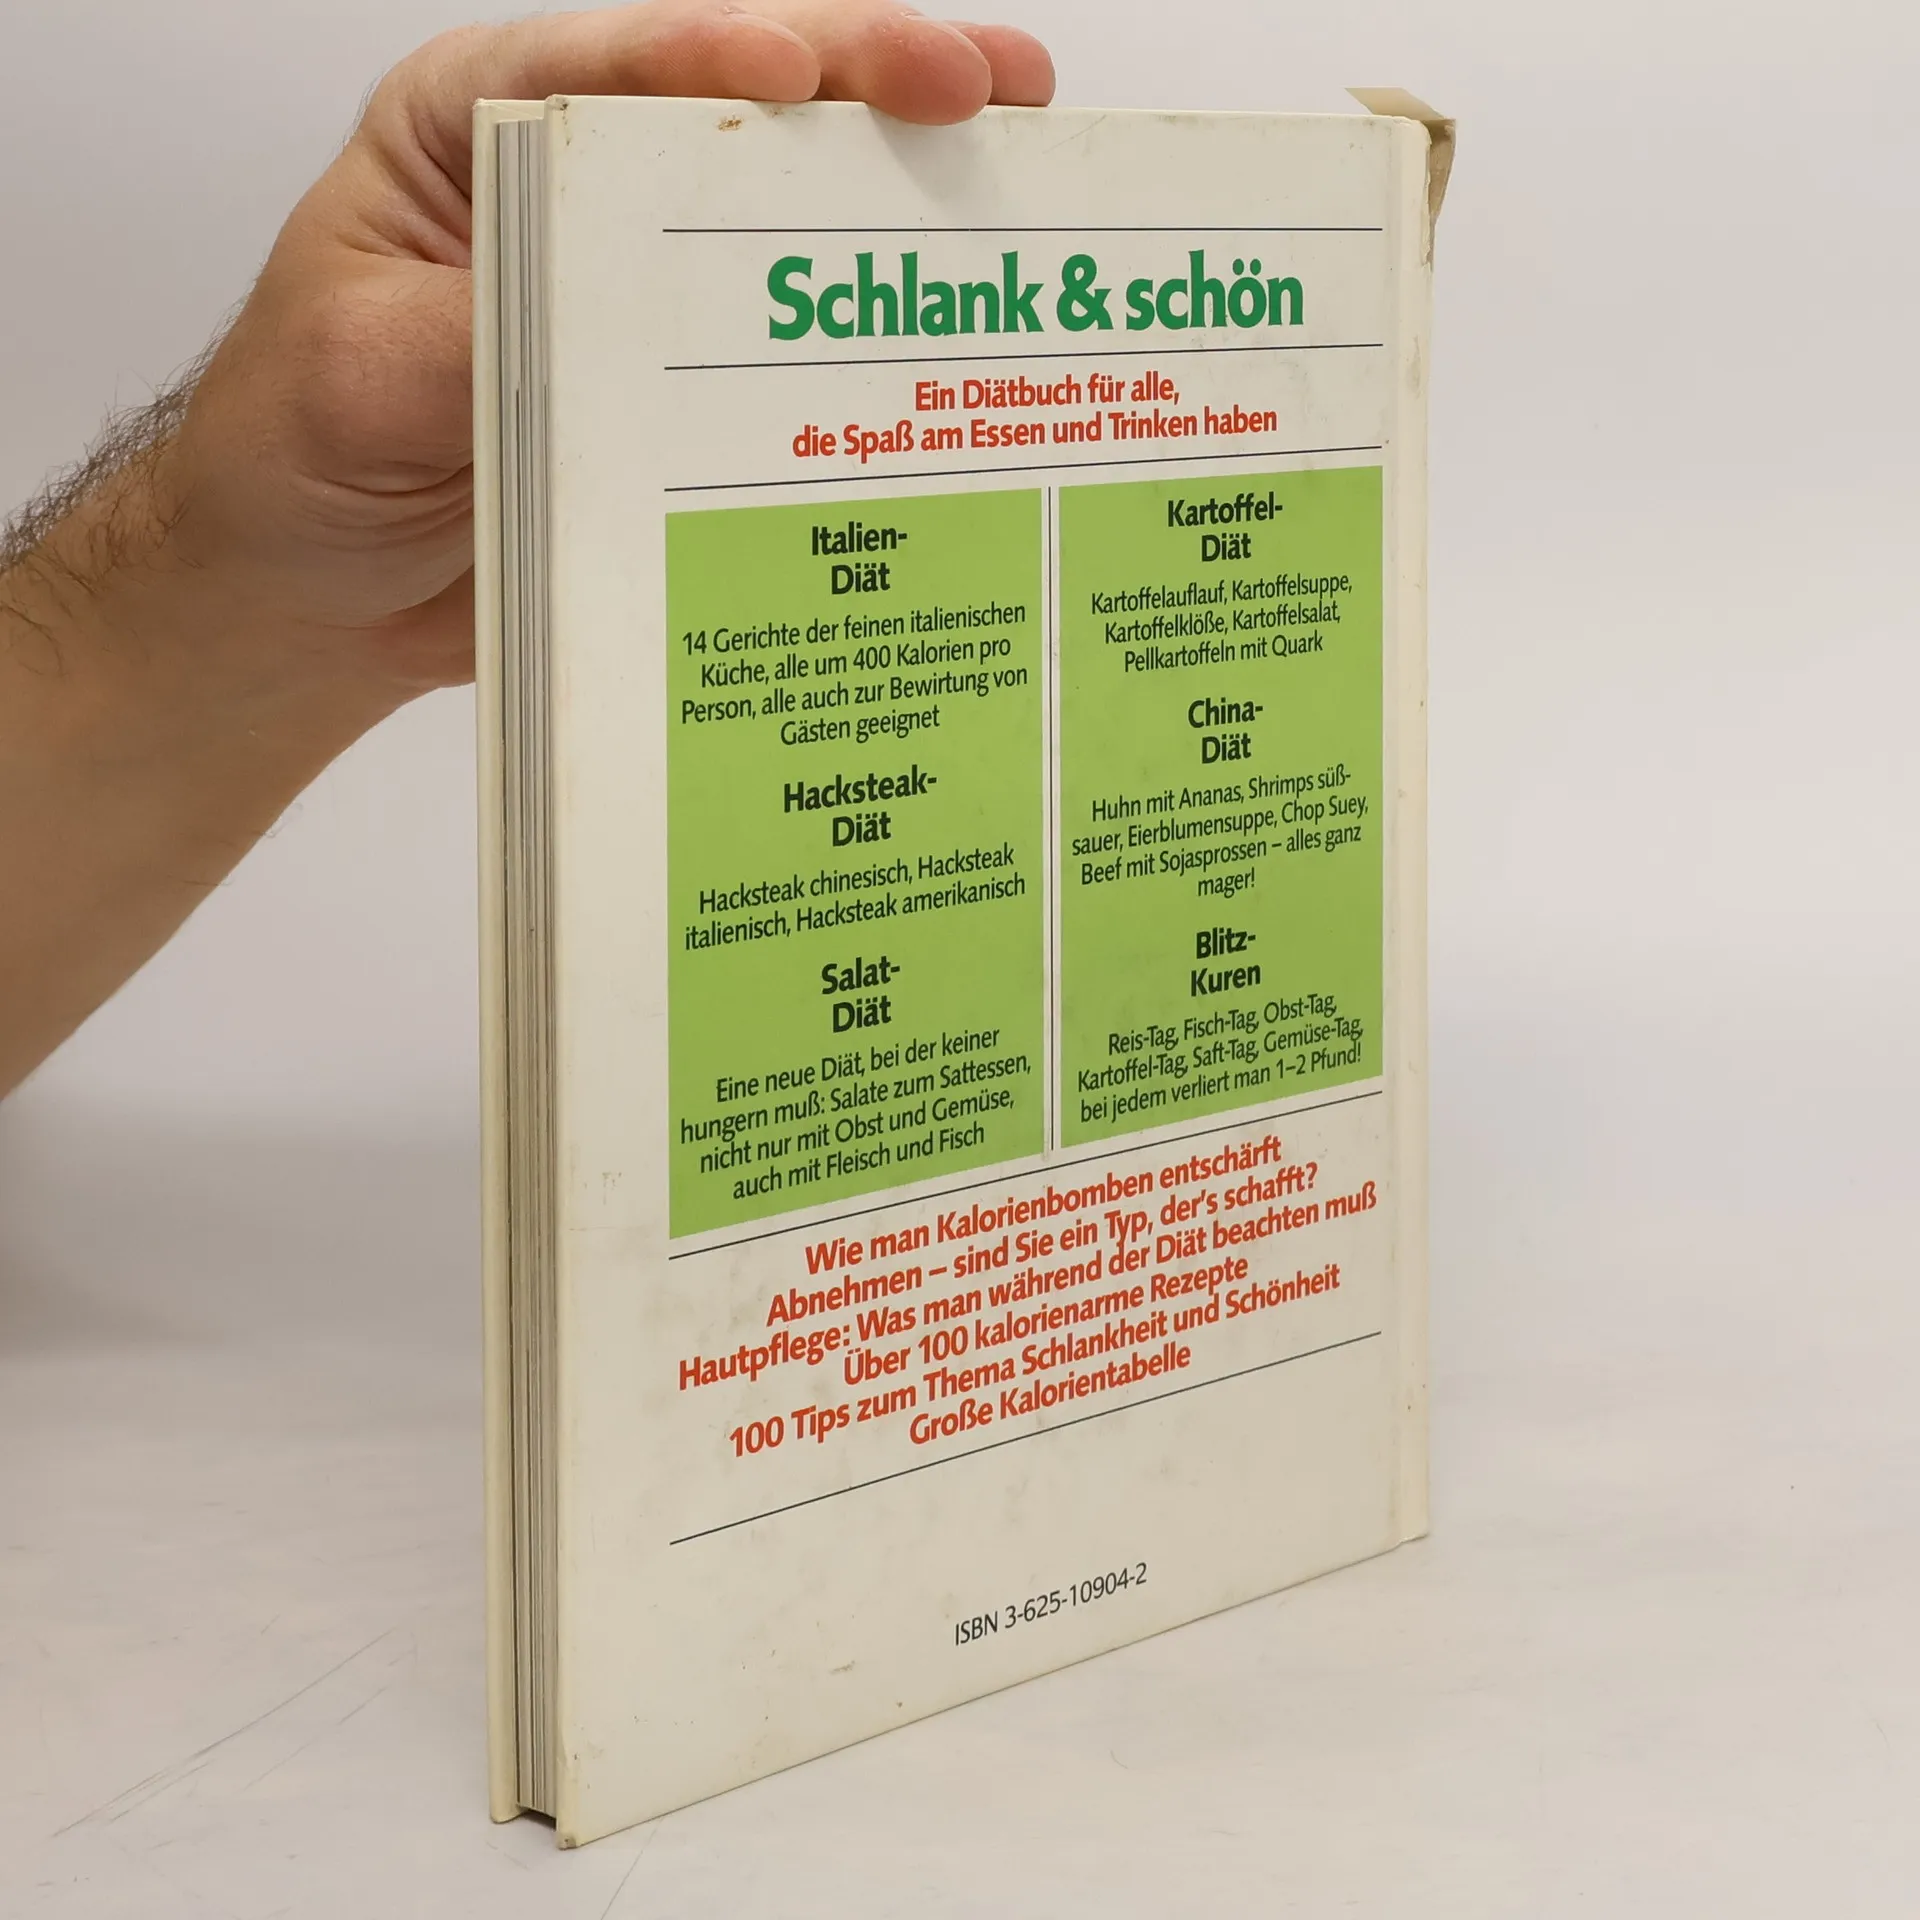 Schlank & schön
Ein Diätbuch für alle,
die Spaß am Essen und Trinken haben
Italien-
Diät
14 Gerichte der feinen italienischen
Küche, alle um 400 Kalorien pro
Person, alle auch zur Bewirtung von
Gästen geeignet
Hacksteak-
Diät
Hacksteak chinesisch, Hacksteak
italienisch, Hacksteak amerikanisch
Salat-
Diät
Eine neue Diät, bei der keiner
hungern muß: Salate zum Sattessen,
nicht nur mit Obst und Gemüse,
auch mit Fleisch und Fisch
Kartoffel-
Diät
Kartoffelauflauf, Kartoffelsuppe,
Kartoffelklöße, Kartoffelsalat,
Pellkartoffeln mit Quark
China-
Diät
Huhn mit Ananas, Shrimps süß-
sauer, Eierblumensuppe, Chop Suey,
Beef mit Sojasprossen – alles ganz
mager!
Blitz-
Kuren
Reis-Tag, Fisch-Tag, Obst-Tag,
Kartoffel-Tag, Saft-Tag, Gemüse-Tag,
bei jedem verliert man 1–2 Pfund!
Wie man Kalorienbomben entschärft
Abnehmen – sind Sie ein Typ, der's schafft?
Hautpflege: Was man während der Diät beachten muß
Über 100 kalorienarme Rezepte
100 Tips zum Thema Schlankheit und Schönheit
Große Kalorientabelle
ISBN 3-625-10904-2